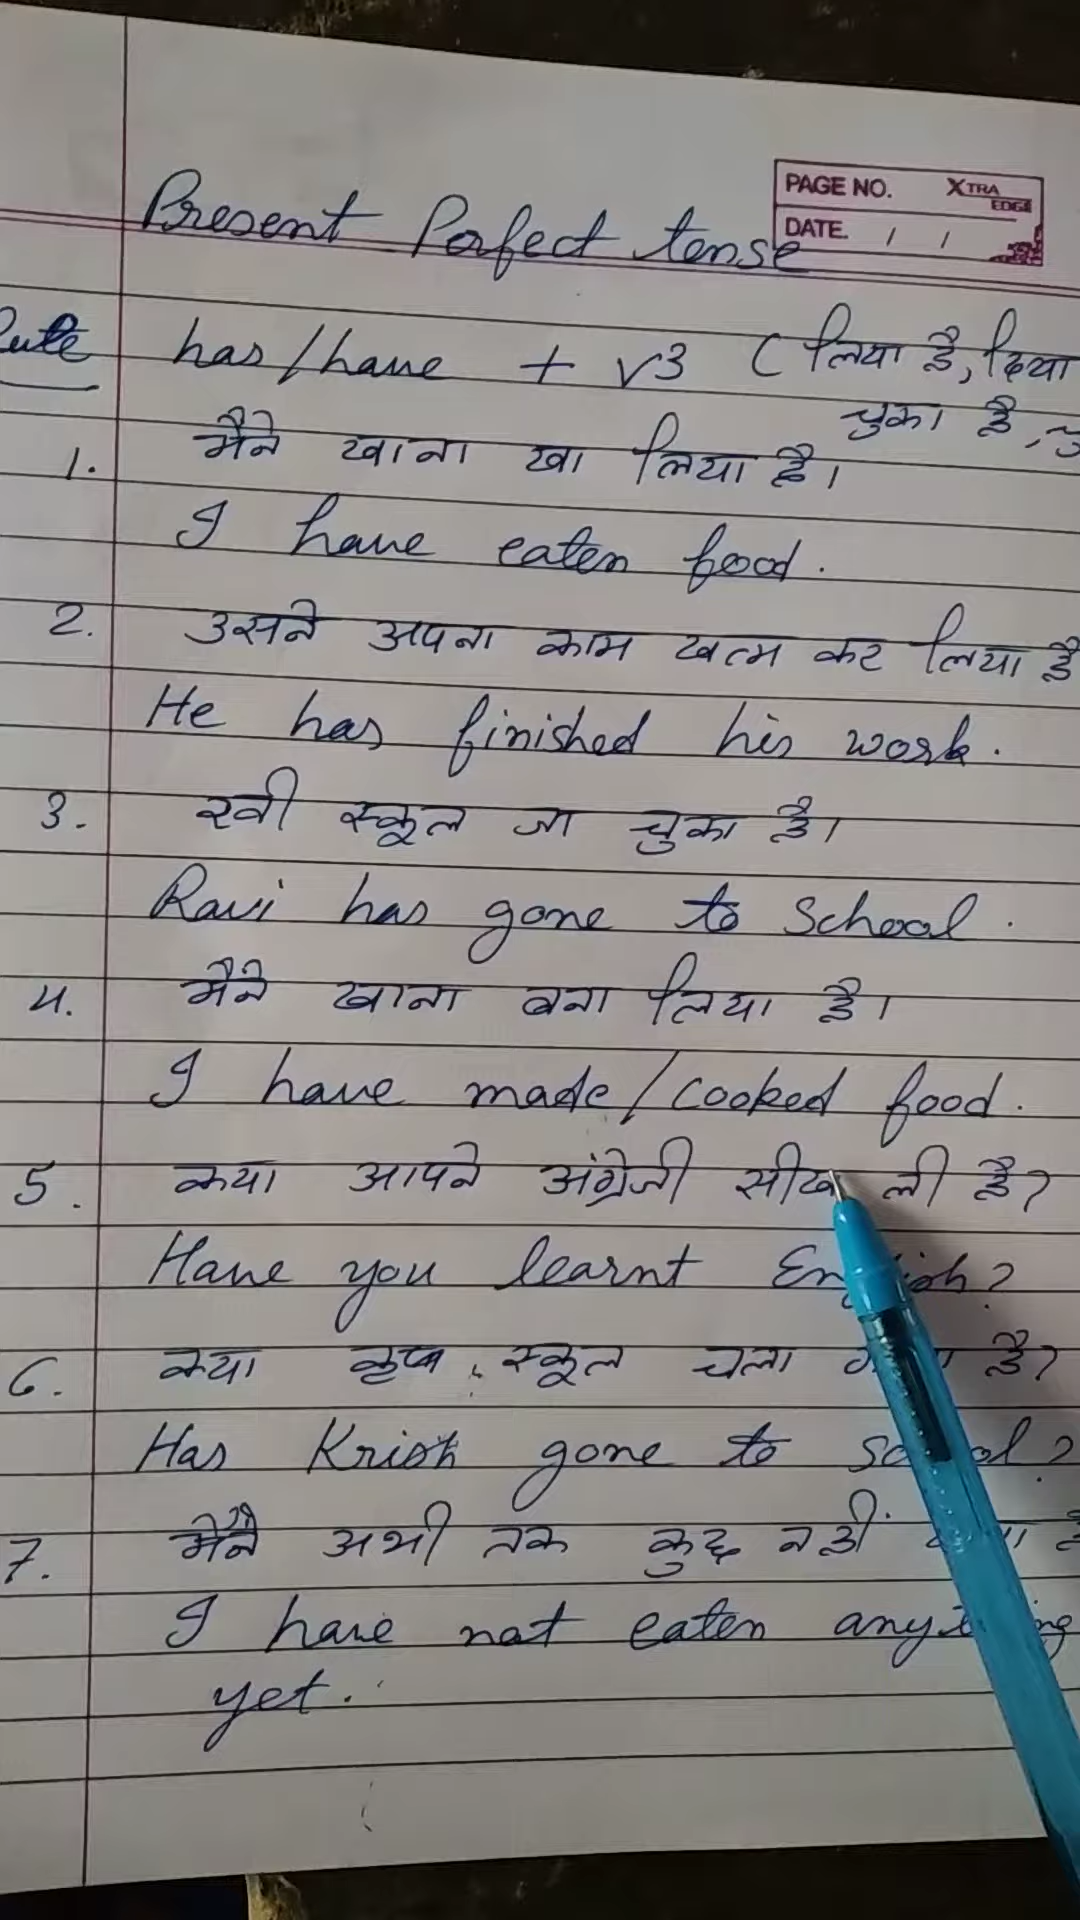 PAGE NO. XTRA EDGE
DATE. / /
Present Perfect tense
Rule has/have + v3 (लिया है, दिया
चुका है,
1. मैने खाना खा लिया है।
I have eaten food.
2. उसने अपना काम खत्म कर लिया है
He has finished his work.
3. रवी स्कूल जा चुका है।
Ravi has gone to School.
4. मैने खाना बना लिया है।
I have made/cooked food.
5. क्या आपने अंग्रेजी सीख ली है?
Have you learnt English?
6. क्या स्कूल चला है?
Has Krish gone to school?
7. मैने अभी तक कुछ नहीं
I have not eaten anything
yet.